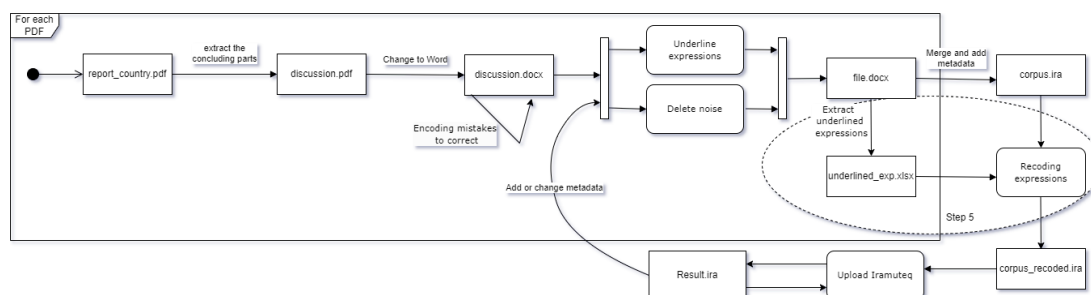 For each
PDF
report_country.pdf
extract the
concluding parts
discussion.pdf
Change to Word
discussion.docx
Encoding mistakes
to correct
Underline
expressions
Delete noise
file.docx
Merge and add
metadata
corpus.ira
Extract
underlined
expressions
underlined_exp.xlsx
Recoding
expressions
Step 5
Add or change metadata
Result.ira
Upload Iramuteq
corpus_recoded.ira